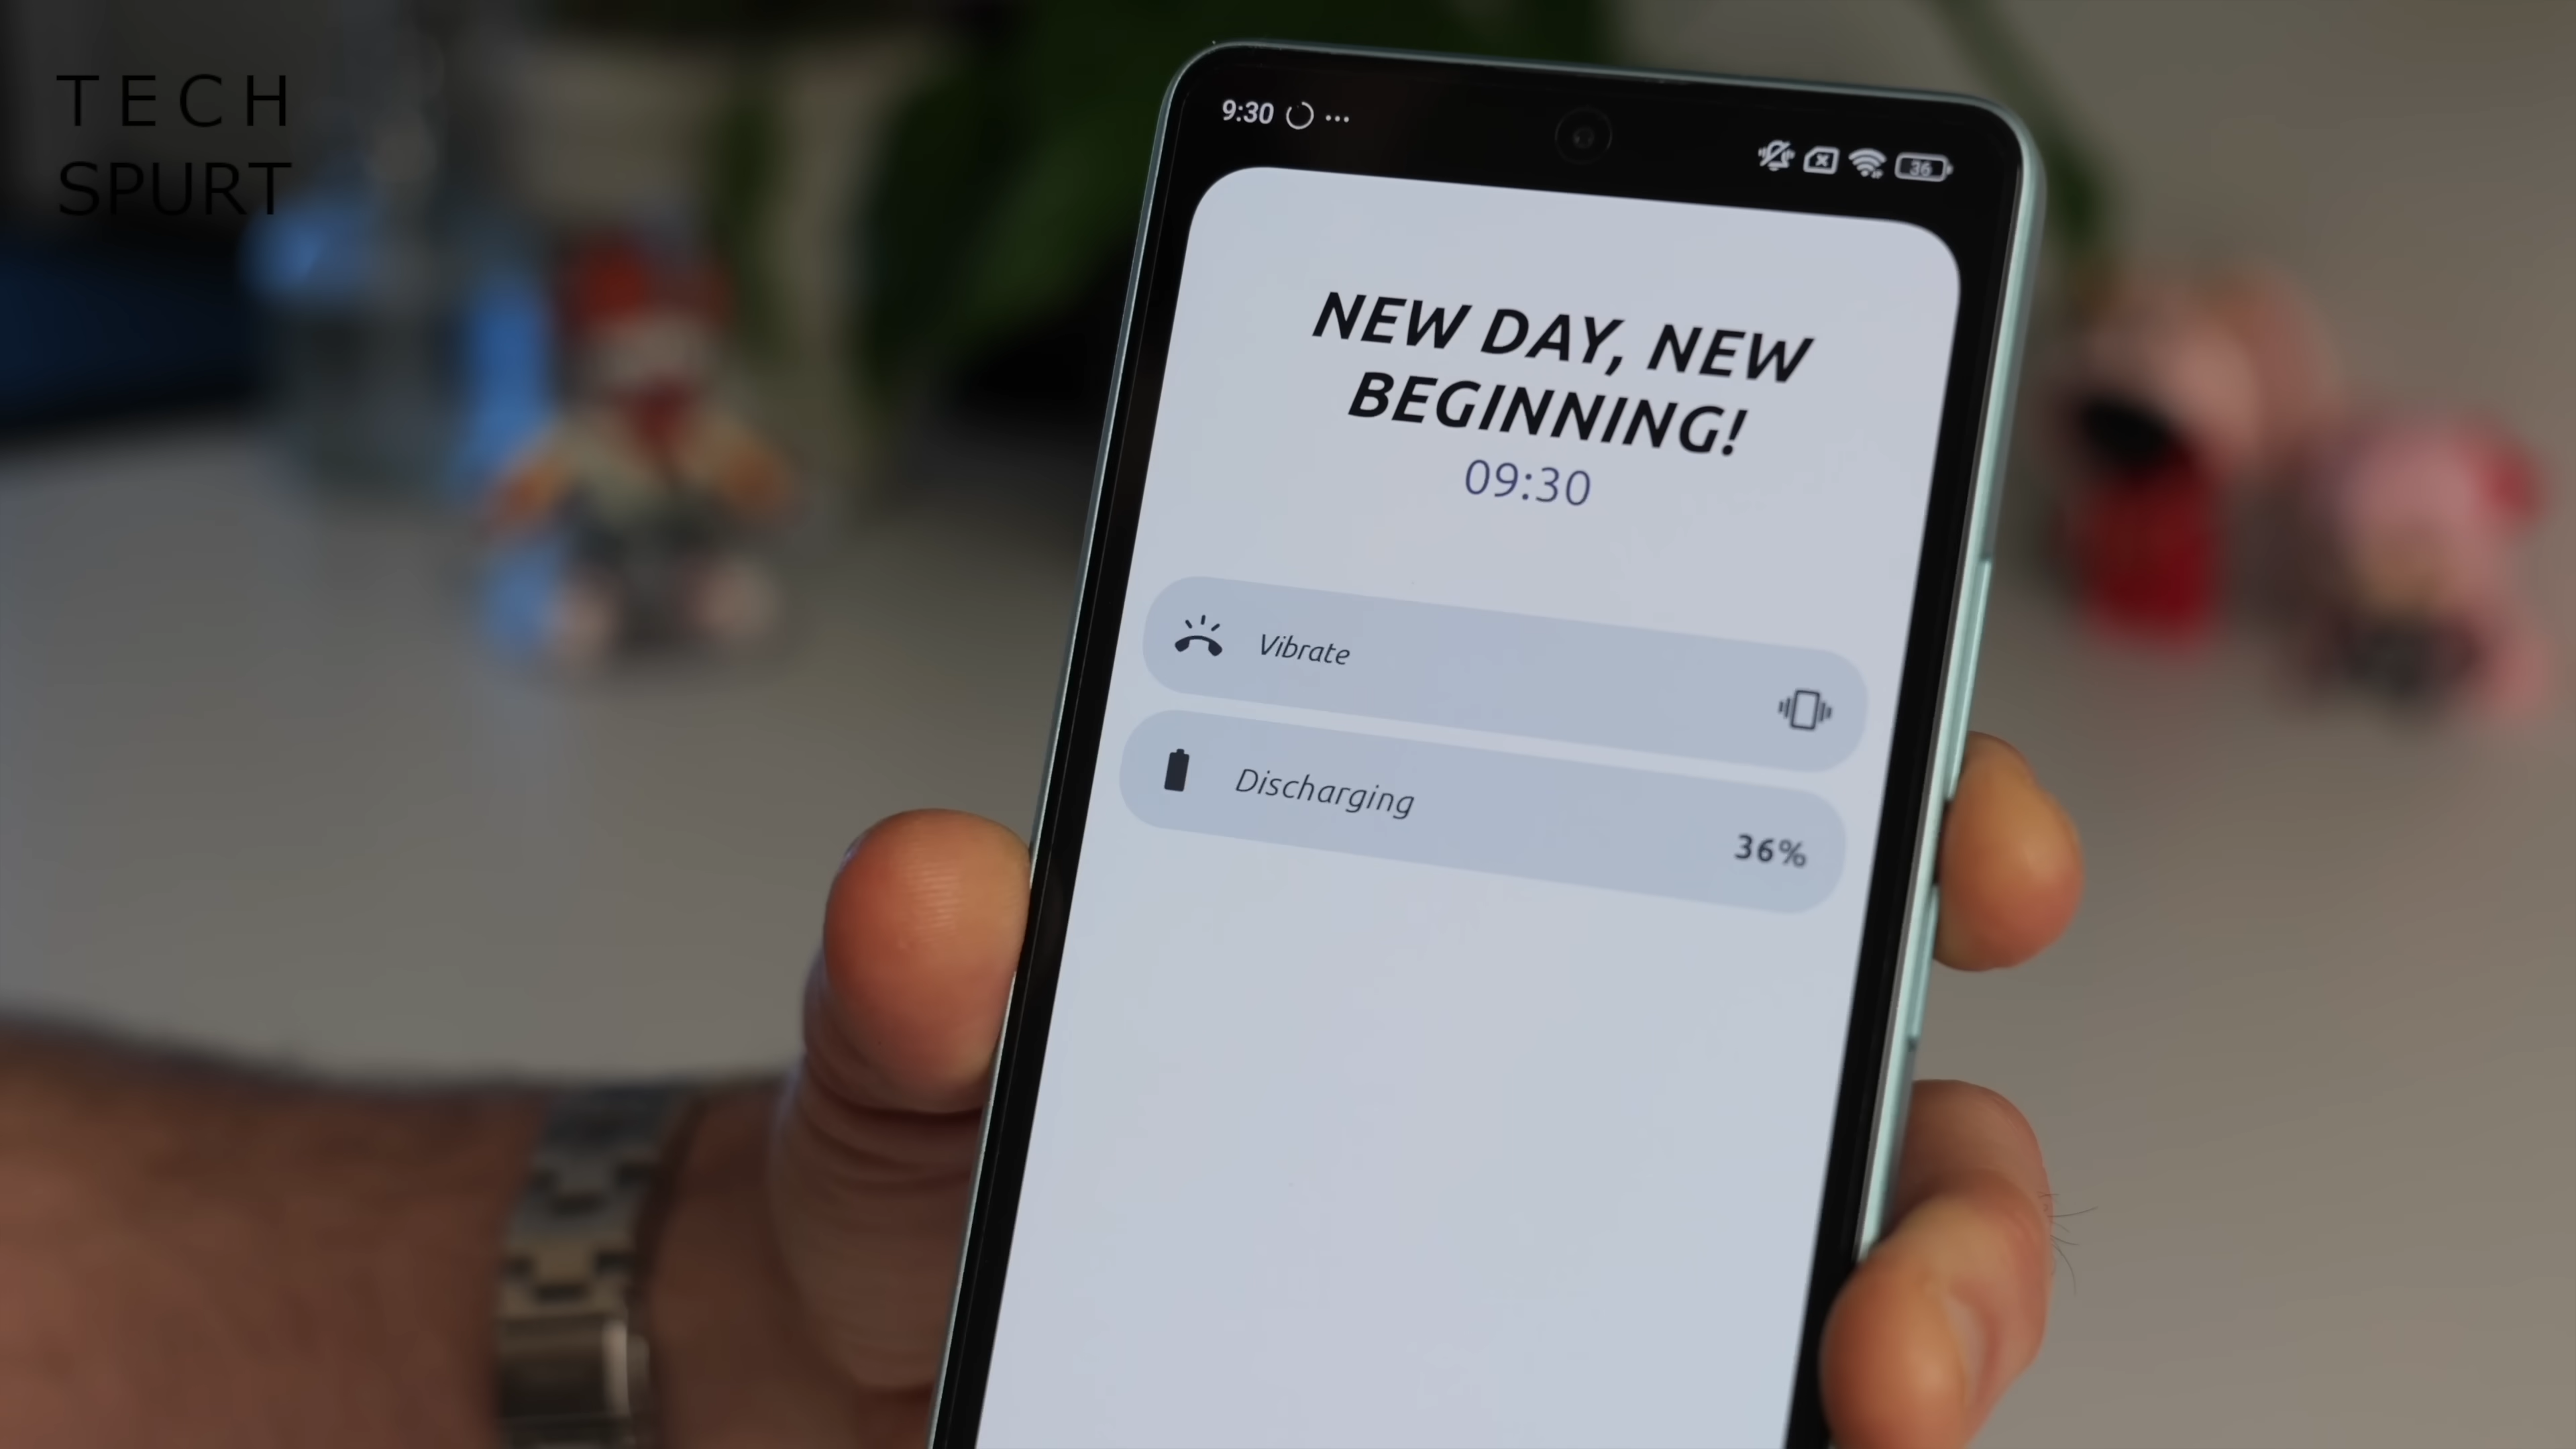 TECH
SPURT
9:30 ...
36
NEW DAY, NEW
BEGINNING!
09:30
Vibrate
Discharging
36%